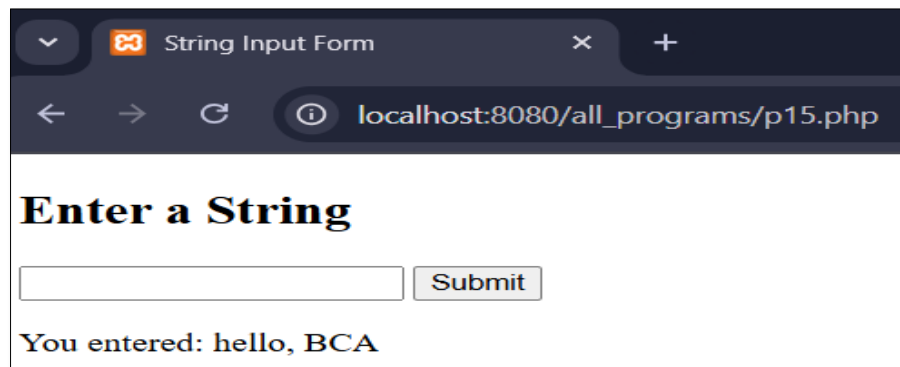 String Input Form
localhost:8080/all_programs/p15.php
Enter a String
Submit
You entered: hello, BCA